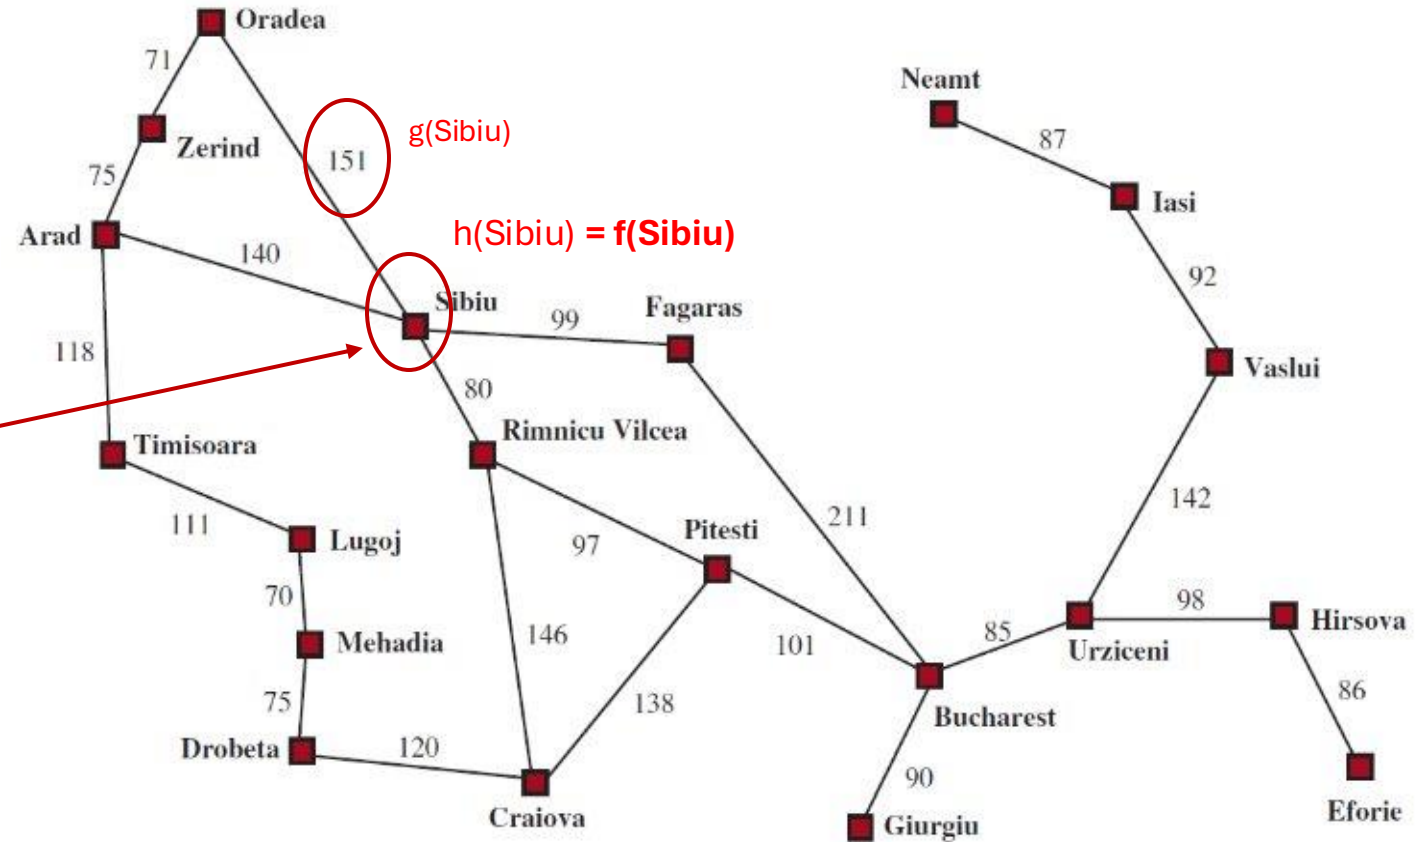 Oradea
71
Neamt
Zerind
151
g(Sibiu)
87
75
Iasi
Arad
140
h(Sibiu) = f(Sibiu)
92
Sibiu
99
Fagaras
118
80
Vaslui
Timisoara
Rimnicu Vilcea
142
111
Lugoj
97
Pitesti
211
70
Mehadia
146
101
85
98
Hirsova
Urziceni
75
138
86
Drobeta
120
Bucharest
90
Craiova
Giurgiu
Eforie